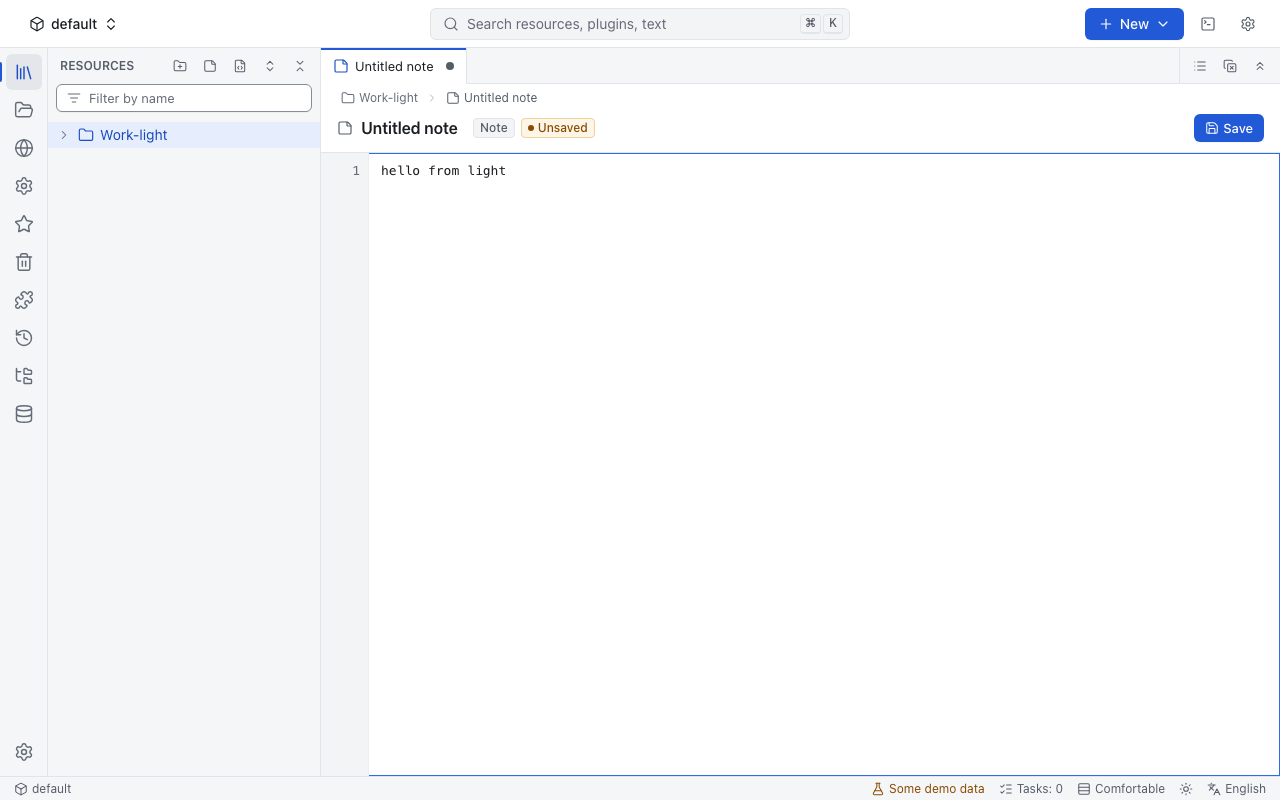 default
Search resources, plugins, text
⌘ K
New
RESOURCES
Filter by name
Work-light
Untitled note
Work-light
Untitled note
Untitled note
Note
Unsaved
Save
1
hello from light
default
Some demo data
Tasks: 0
Comfortable
English